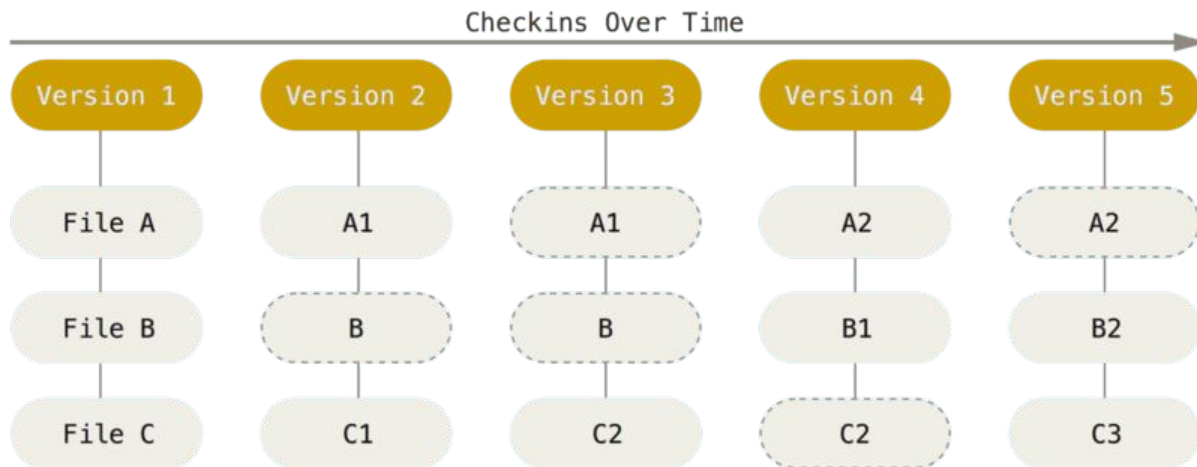 Checkins Over Time
Version 1 Version 2 Version 3 Version 4 Version 5
File A A1 A1 A2 A2
File B B B B1 B2
File C C1 C2 C2 C3